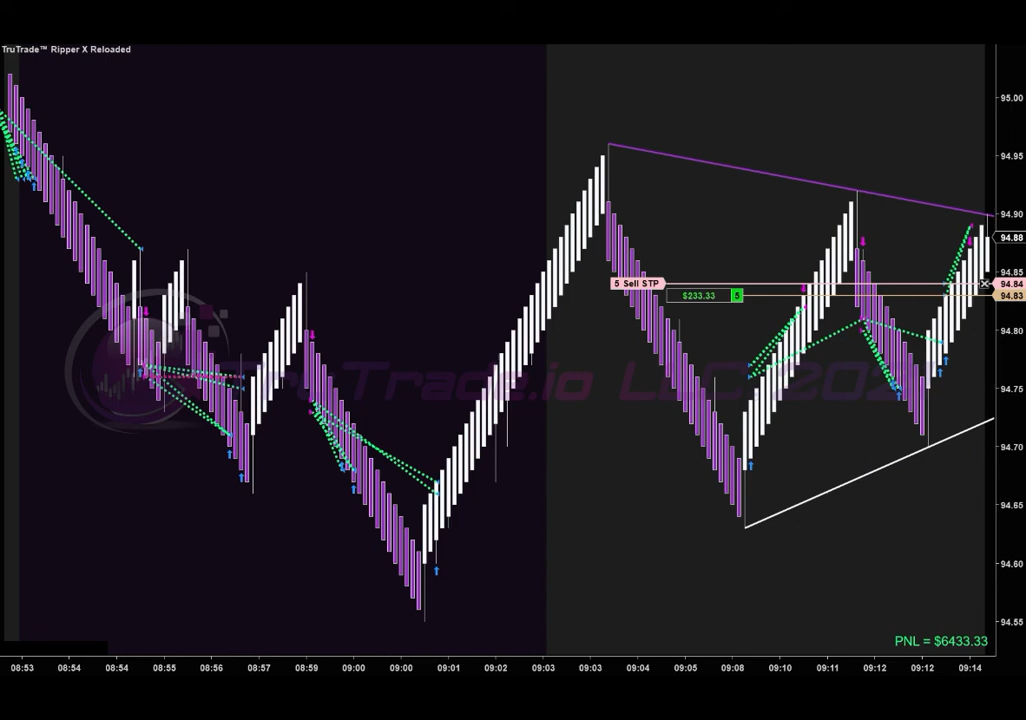 TruTrade™ Ripper X Reloaded
95.00
94.95
94.90
94.88
94.85
5 Sell STP
94.84
$233.33 5
94.83
94.80
TruTrade.io LLC
94.75
94.70
94.65
94.60
94.55
PNL = $6433.33
08:53 08:54 08:54 08:55 08:56 08:57 08:59 09:00 09:00 09:01 09:02 09:03 09:03 09:04 09:05 09:08 09:10 09:11 09:12 09:12 09:14